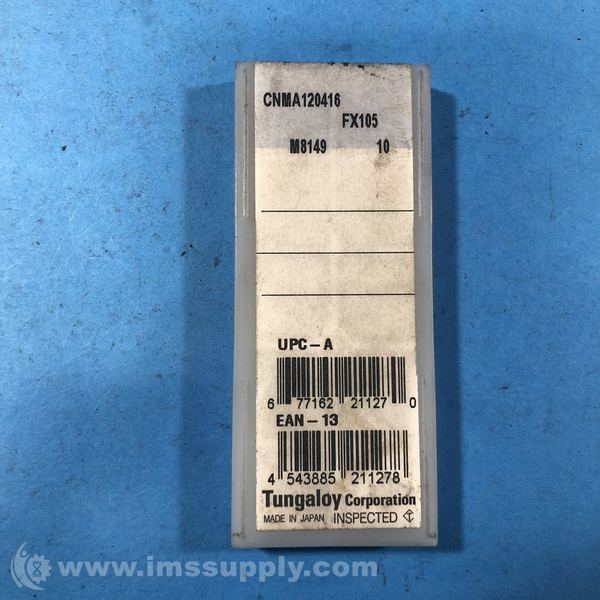 CNMA120416
FX105
M8149 10
UPC-A
6 77162 21127 0
EAN-13
4 543885 211278
Tungaloy Corporation
MADE IN JAPAN INSPECTED
www.imssupply.com